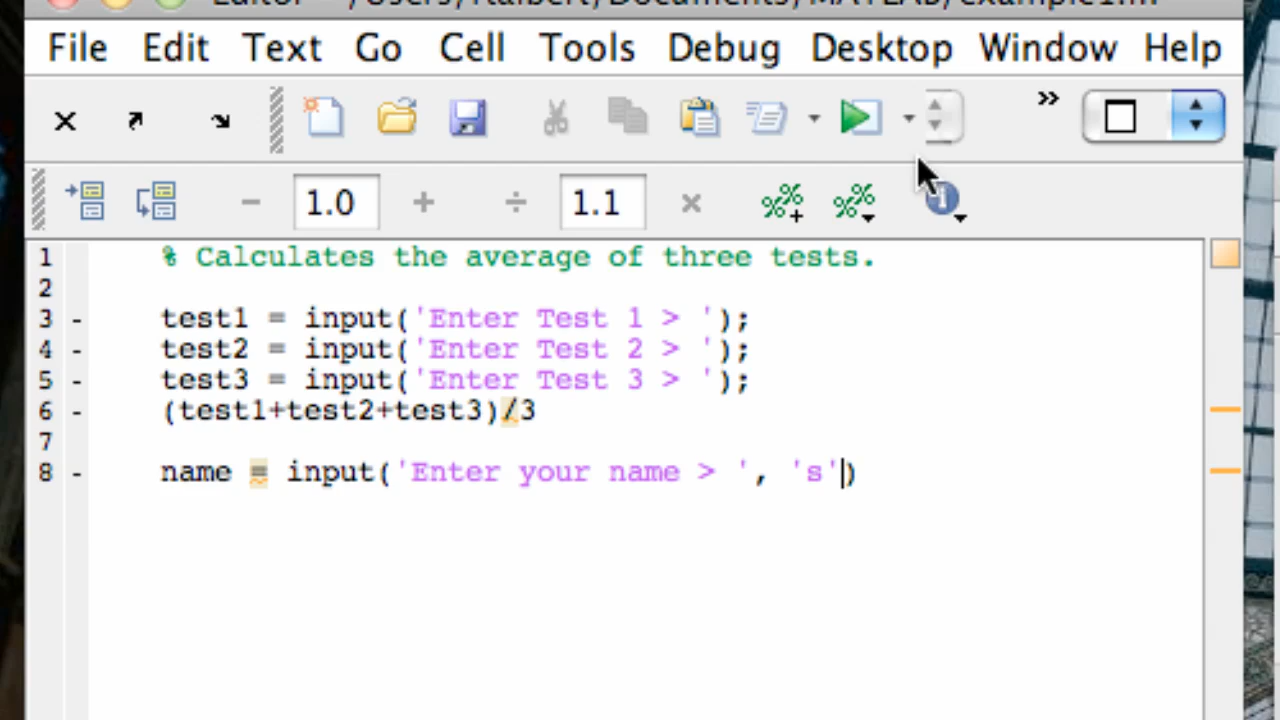 File Edit Text Go Cell Tools Debug Desktop Window Help
1.0 1.1
1 % Calculates the average of three tests.
2
3 - test1 = input('Enter Test 1 > ');
4 - test2 = input('Enter Test 2 > ');
5 - test3 = input('Enter Test 3 > ');
6 - (test1+test2+test3)/3
7
8 - name = input('Enter your name > ', 's')